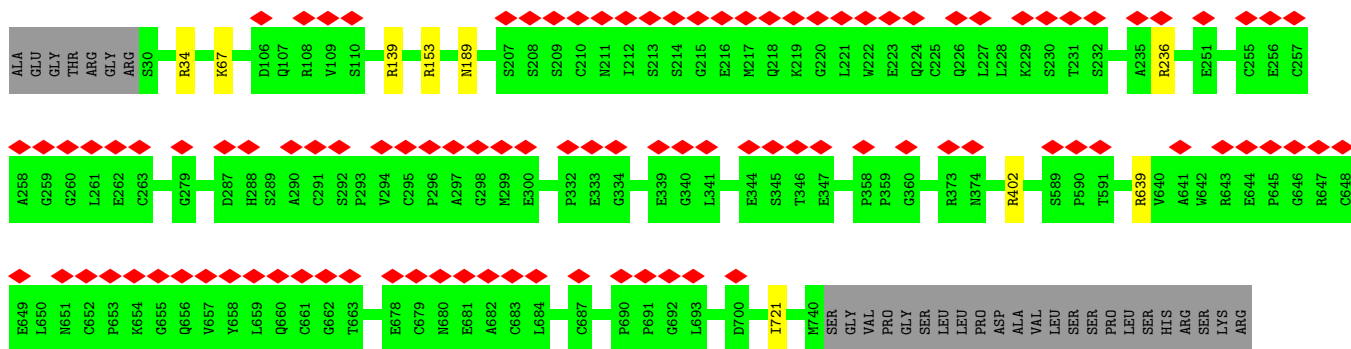 ALA GLU GLY THR ARG GLY ARG S30 R34 K67 D106 Q107 R108 V109 S110 R139 R153 N189 S207 S208 S209 C210 N211 I212 S213 S214 G215 E216 M217 Q218 K219 G220 L221 W222 E223 Q224 C225 Q226 L227 L228 K229 S230 T231 S232 A235 R236 E251 C255 E256 C257
A258 G259 G260 L261 E262 C263 G279 D287 H288 S289 A290 C291 S292 P293 V294 C295 P296 A297 G298 M299 E300 P332 E333 G334 E339 G340 L341 E344 S345 T346 E347 P358 P359 G360 R373 N374 R402 S589 P590 T591 R639 V640 A641 W642 R643 E644 P645 G646 R647 C648
E649 L650 N651 C652 P653 K654 G655 Q656 V657 Y658 L659 Q660 C661 G662 T663 E678 C679 N680 E681 A682 C683 L684 C687 P690 P691 G692 L693 D700 I721 M740 SER GLY VAL PRO GLY SER LEU LEU PRO ASP ALA VAL LEU SER SER PRO LEU SER HIS ARG SER LYS ARG